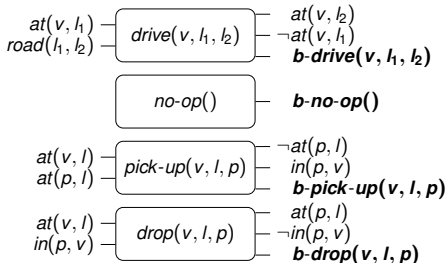 at(v, l₁)
road(l₁, l₂)
drive(v, l₁, l₂)
at(v, l₂)
¬at(v, l₁)
b-drive(v, l₁, l₂)
no-op()
b-no-op()
at(v, l)
at(p, l)
pick-up(v, l, p)
¬at(p, l)
in(p, v)
b-pick-up(v, l, p)
at(v, l)
in(p, v)
drop(v, l, p)
at(p, l)
¬in(p, v)
b-drop(v, l, p)